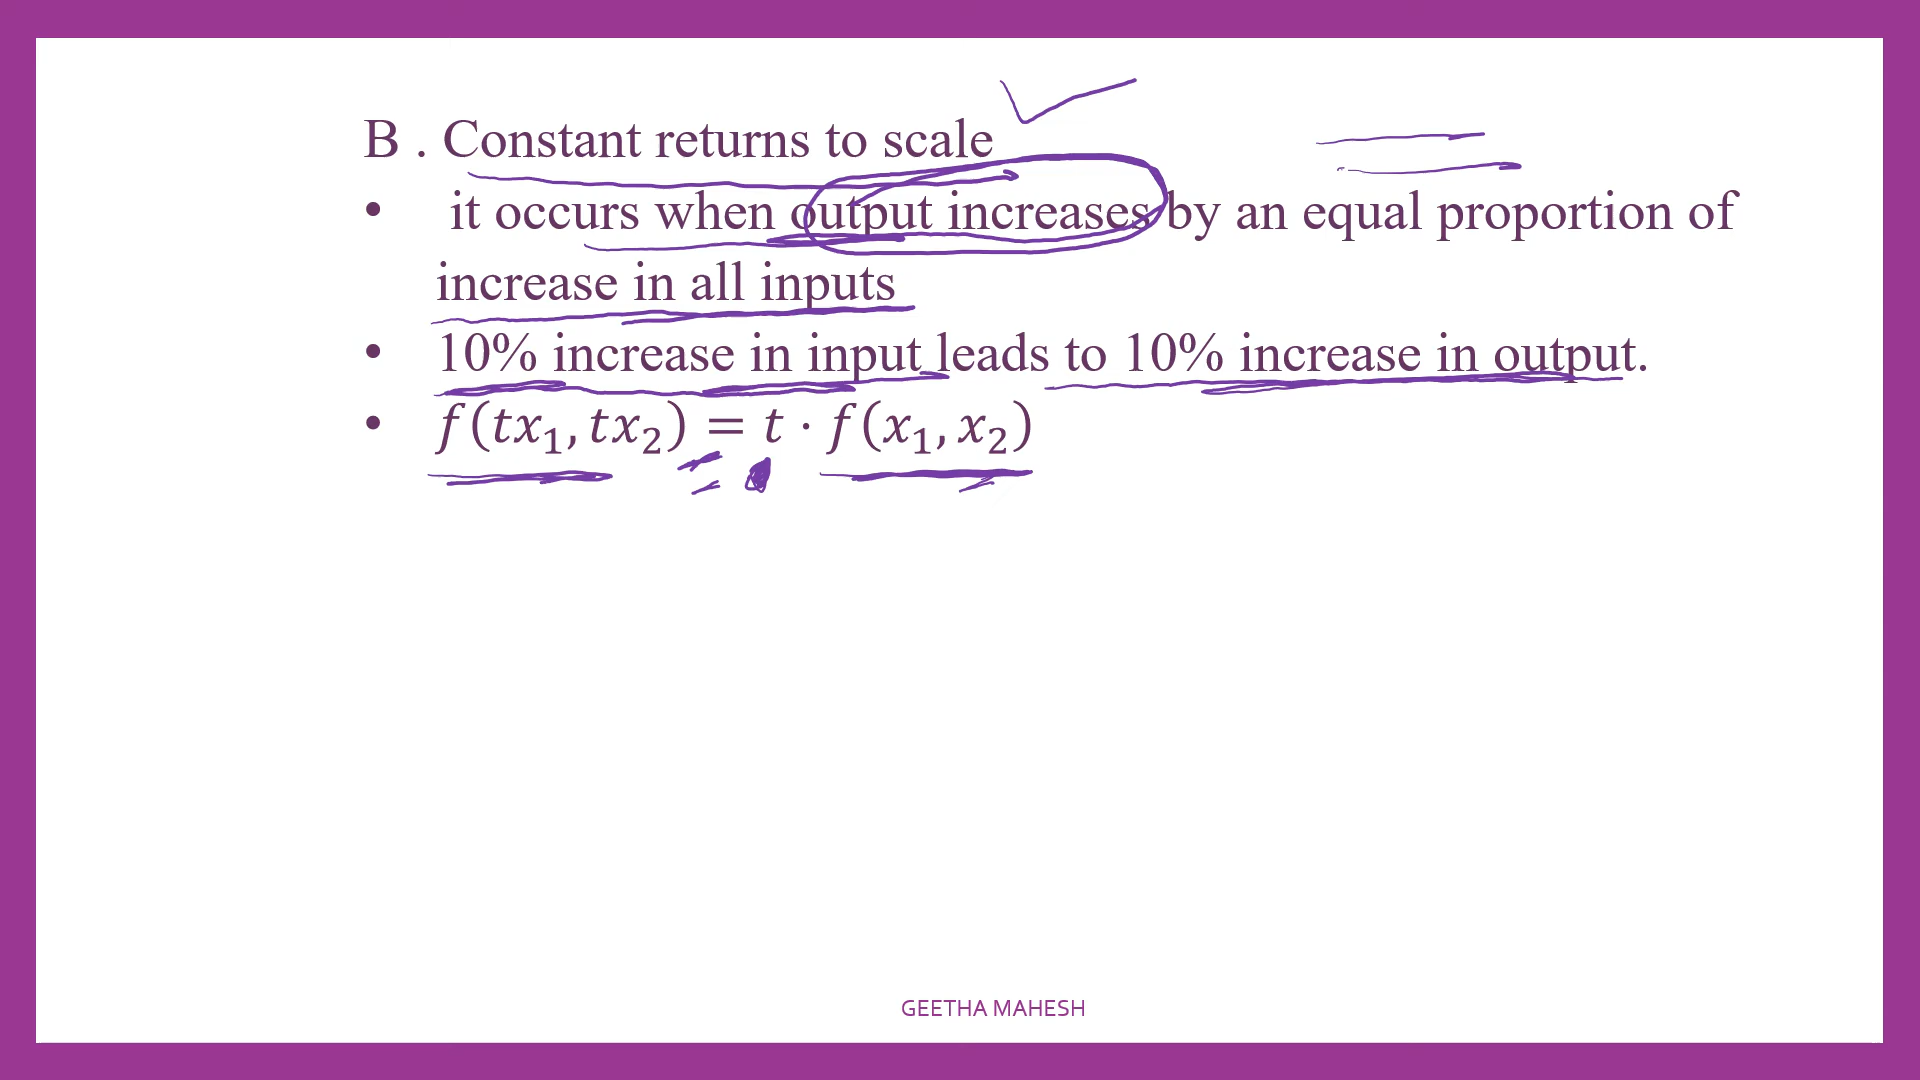 B . Constant returns to scale
• it occurs when output increases by an equal proportion of
increase in all inputs
• 10% increase in input leads to 10% increase in output.
• 𝑓(𝑡𝑥₁, 𝑡𝑥₂) = 𝑡 · 𝑓(𝑥₁, 𝑥₂)
GEETHA MAHESH